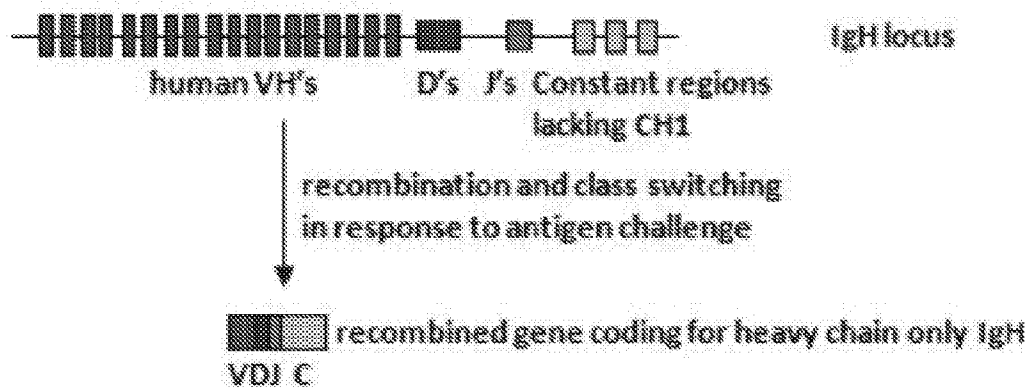 IgH locus
human VH's D's J's Constant regions
lacking CH1
recombination and class switching
in response to antigen challenge
recombined gene coding for heavy chain only IgH
VDJ C